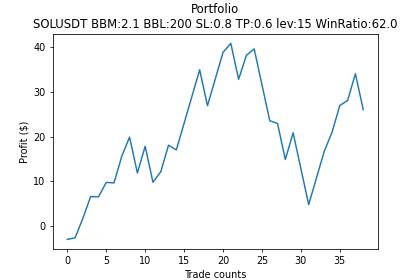 Portfolio
SOLUSDT BBM:2.1 BBL:200 SL:0.8 TP:0.6 lev:15 WinRatio:62.0
40
30
20
10
0
Profit ($)
0 5 10 15 20 25 30 35
Trade counts